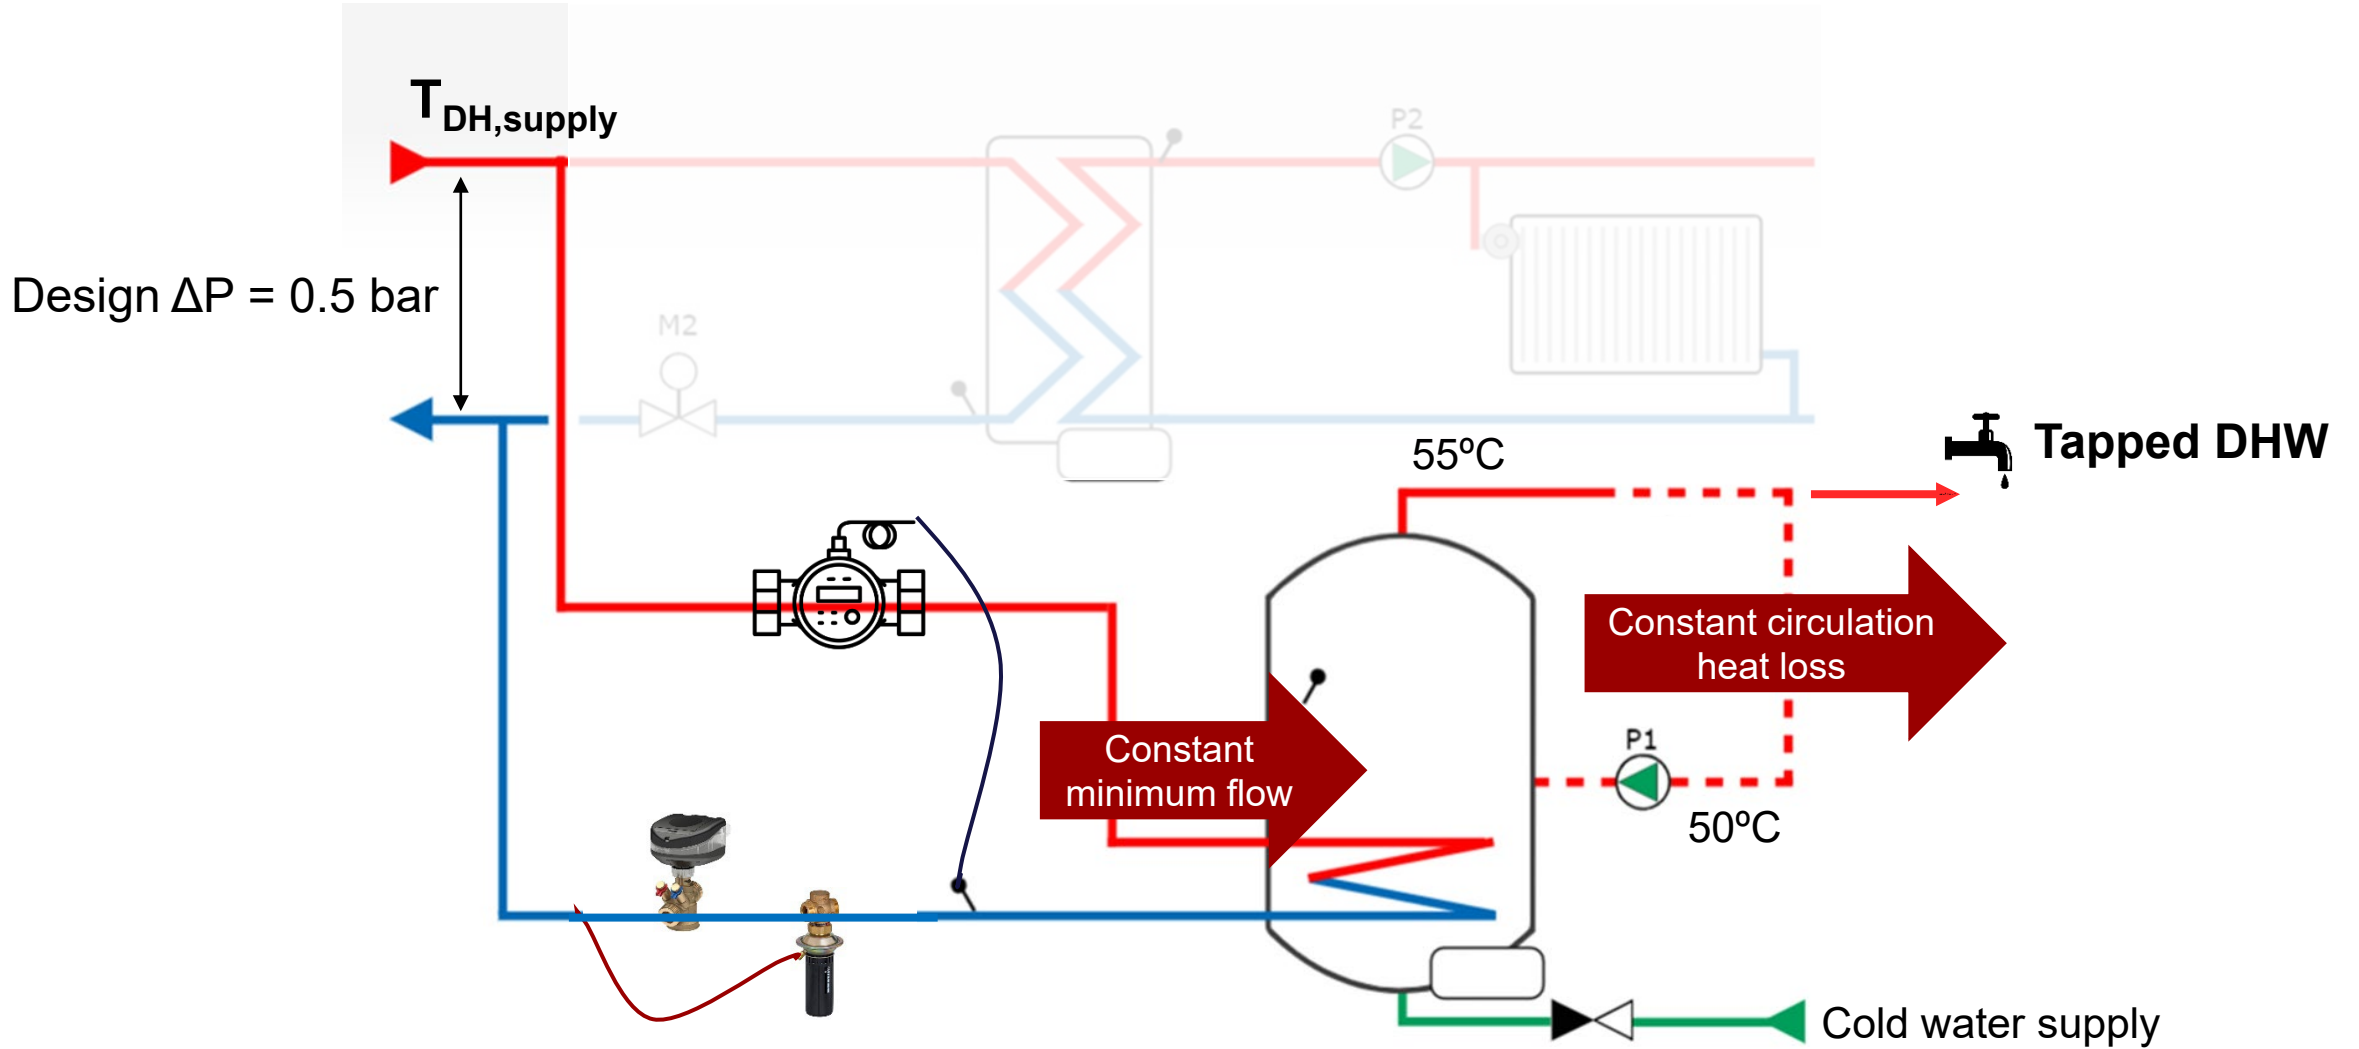 T DH,supply
P2
Design ΔP = 0.5 bar
M2
55ºC
Tapped DHW
Constant circulation
heat loss
Constant
minimum flow
P1
50ºC
Cold water supply